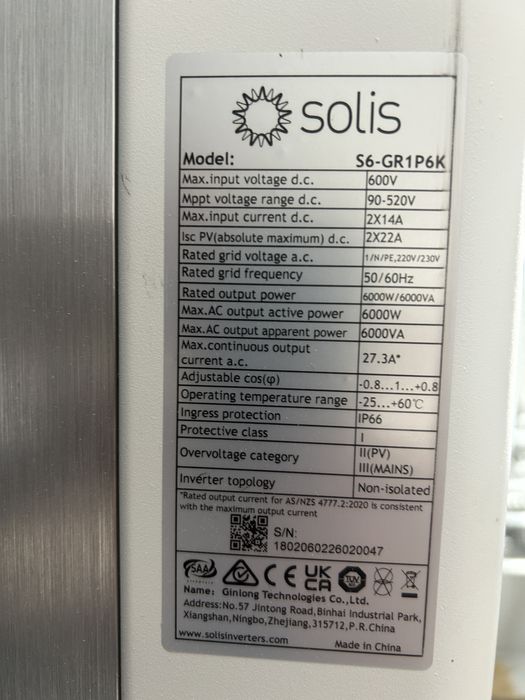 solis
Model: S6-GR1P6K
Max.input voltage d.c. 600V
Mppt voltage range d.c. 90-520V
Max.input current d.c. 2X14A
Isc PV(absolute maximum) d.c. 2X22A
Rated grid voltage a.c. 1/N/PE,220V/230V
Rated grid frequency 50/60Hz
Rated output power 6000W/6000VA
Max.AC output active power 6000W
Max.AC output apparent power 6000VA
Max.continuous output
current a.c. 27.3A*
Adjustable cos(φ) -0.8...1...+0.8
Operating temperature range -25...+60℃
Ingress protection IP66
Protective class I
Overvoltage category II(PV)
III(MAINS)
Inverter topology Non-isolated
*Rated output current for AS/NZS 4777.2:2020 is consistent
with the maximum output current
S/N:
1802060226020047
SAA CE UK
CA TUV
Name: Ginlong Technologies Co.,Ltd.
Address:No.57 Jintong Road,Binhai Industrial Park,
Xiangshan,Ningbo,Zhejiang,315712,P.R.China
www.solisinverters.com Made in China